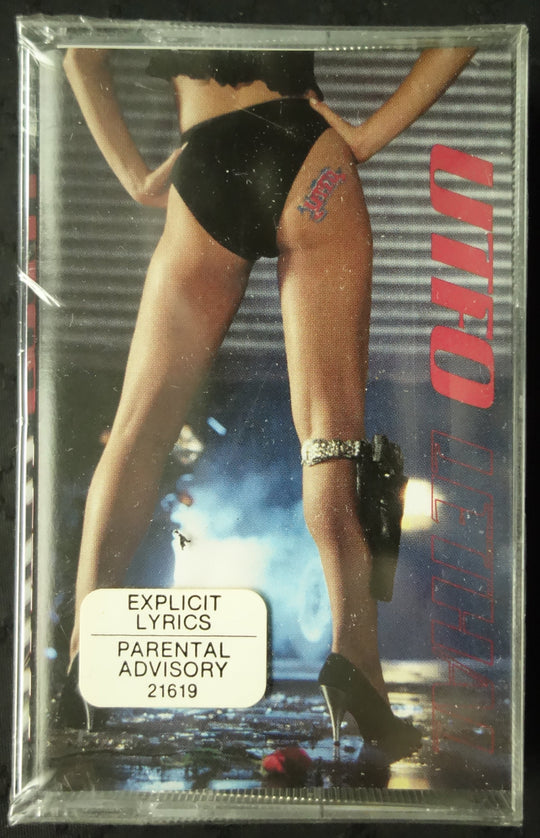 UTFO
LETHAL
EXPLICIT
LYRICS
PARENTAL
ADVISORY
21619